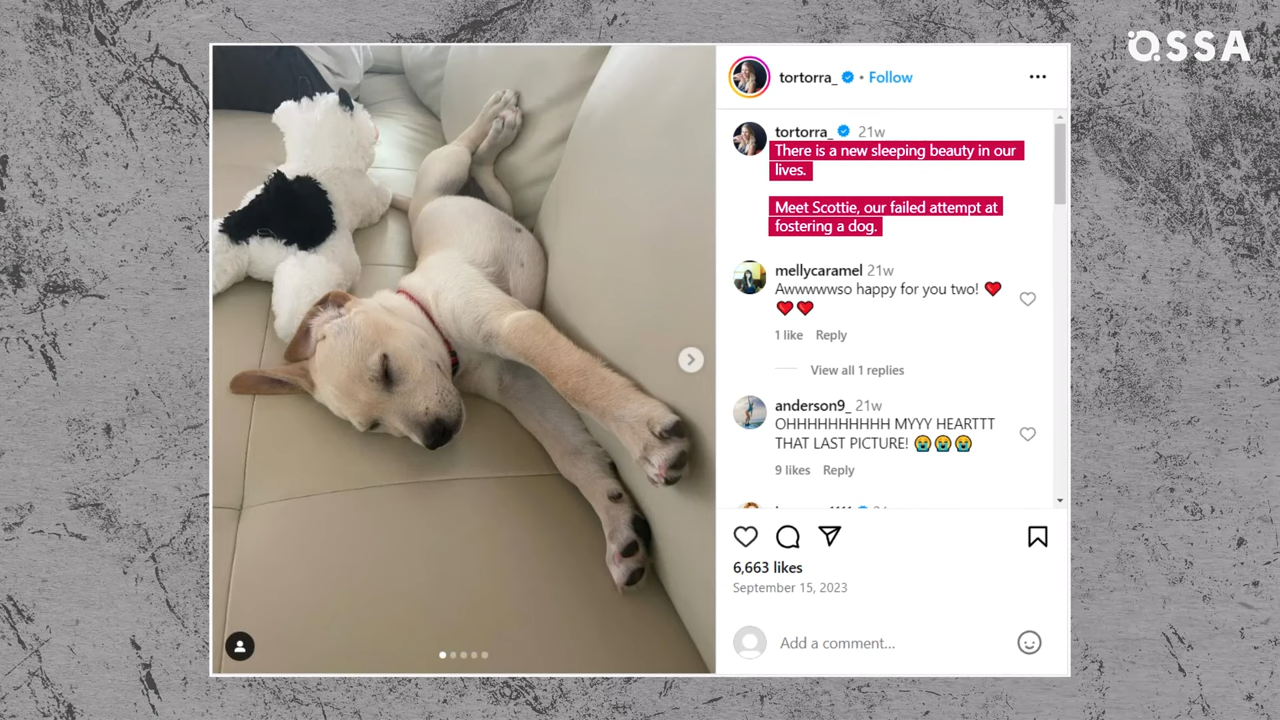 OSSA
tortorra_ • Follow
tortorra_ 21w
There is a new sleeping beauty in our
lives.
Meet Scottie, our failed attempt at
fostering a dog.
mellycaramel 21w
Awwwwwso happy for you two! ❤️
❤️❤️
1 like Reply
View all 1 replies
anderson9_ 21w
OHHHHHHHHHH MYYY HEARTTT
THAT LAST PICTURE! 😭😭😭
9 likes Reply
6,663 likes
September 15, 2023
Add a comment...